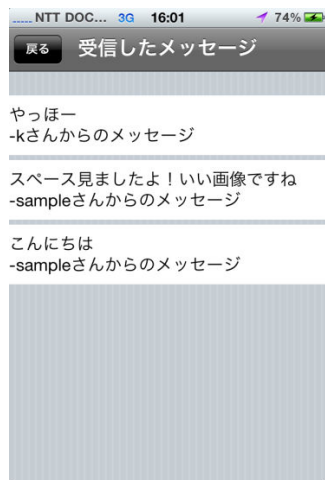 NTT DOC... 3G 16:01 74%
戻る 受信したメッセージ
やっほー
-kさんからのメッセージ
スペース見ましたよ！いい画像ですね
-sampleさんからのメッセージ
こんにちは
-sampleさんからのメッセージ